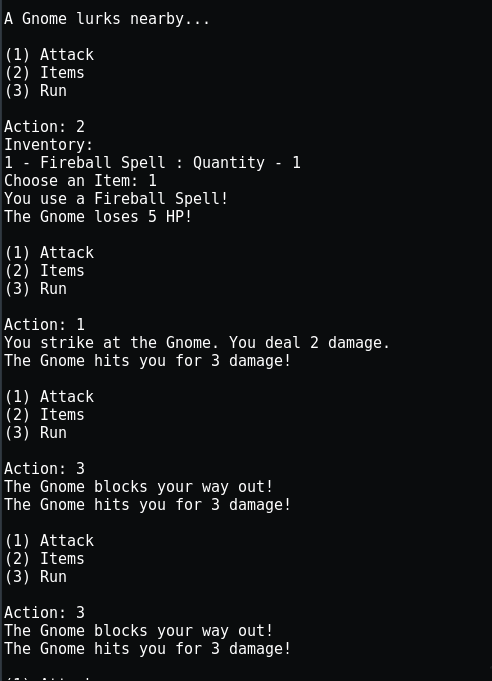 A Gnome lurks nearby...
(1) Attack
(2) Items
(3) Run
Action: 2
Inventory:
1 - Fireball Spell : Quantity - 1
Choose an Item: 1
You use a Fireball Spell!
The Gnome loses 5 HP!
(1) Attack
(2) Items
(3) Run
Action: 1
You strike at the Gnome. You deal 2 damage.
The Gnome hits you for 3 damage!
(1) Attack
(2) Items
(3) Run
Action: 3
The Gnome blocks your way out!
The Gnome hits you for 3 damage!
(1) Attack
(2) Items
(3) Run
Action: 3
The Gnome blocks your way out!
The Gnome hits you for 3 damage!